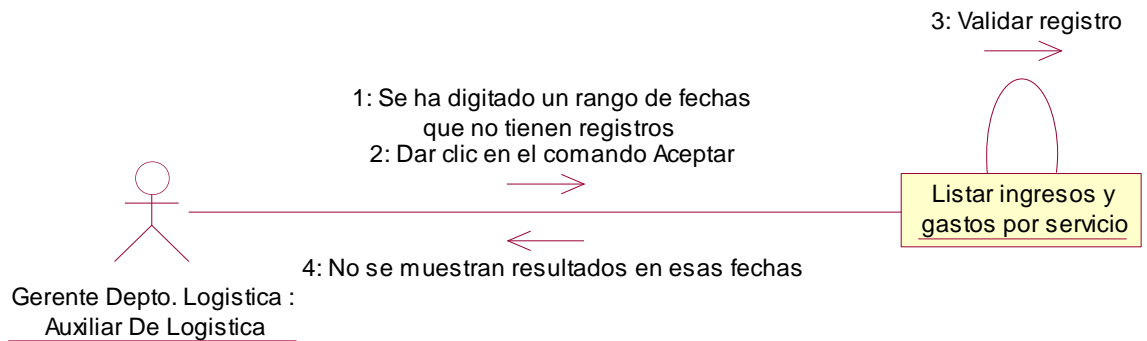 3: Validar registro
1: Se ha digitado un rango de fechas
que no tienen registros
2: Dar clic en el comando Aceptar
Listar ingresos y
gastos por servicio
4: No se muestran resultados en esas fechas
Gerente Depto. Logistica :
Auxiliar De Logistica